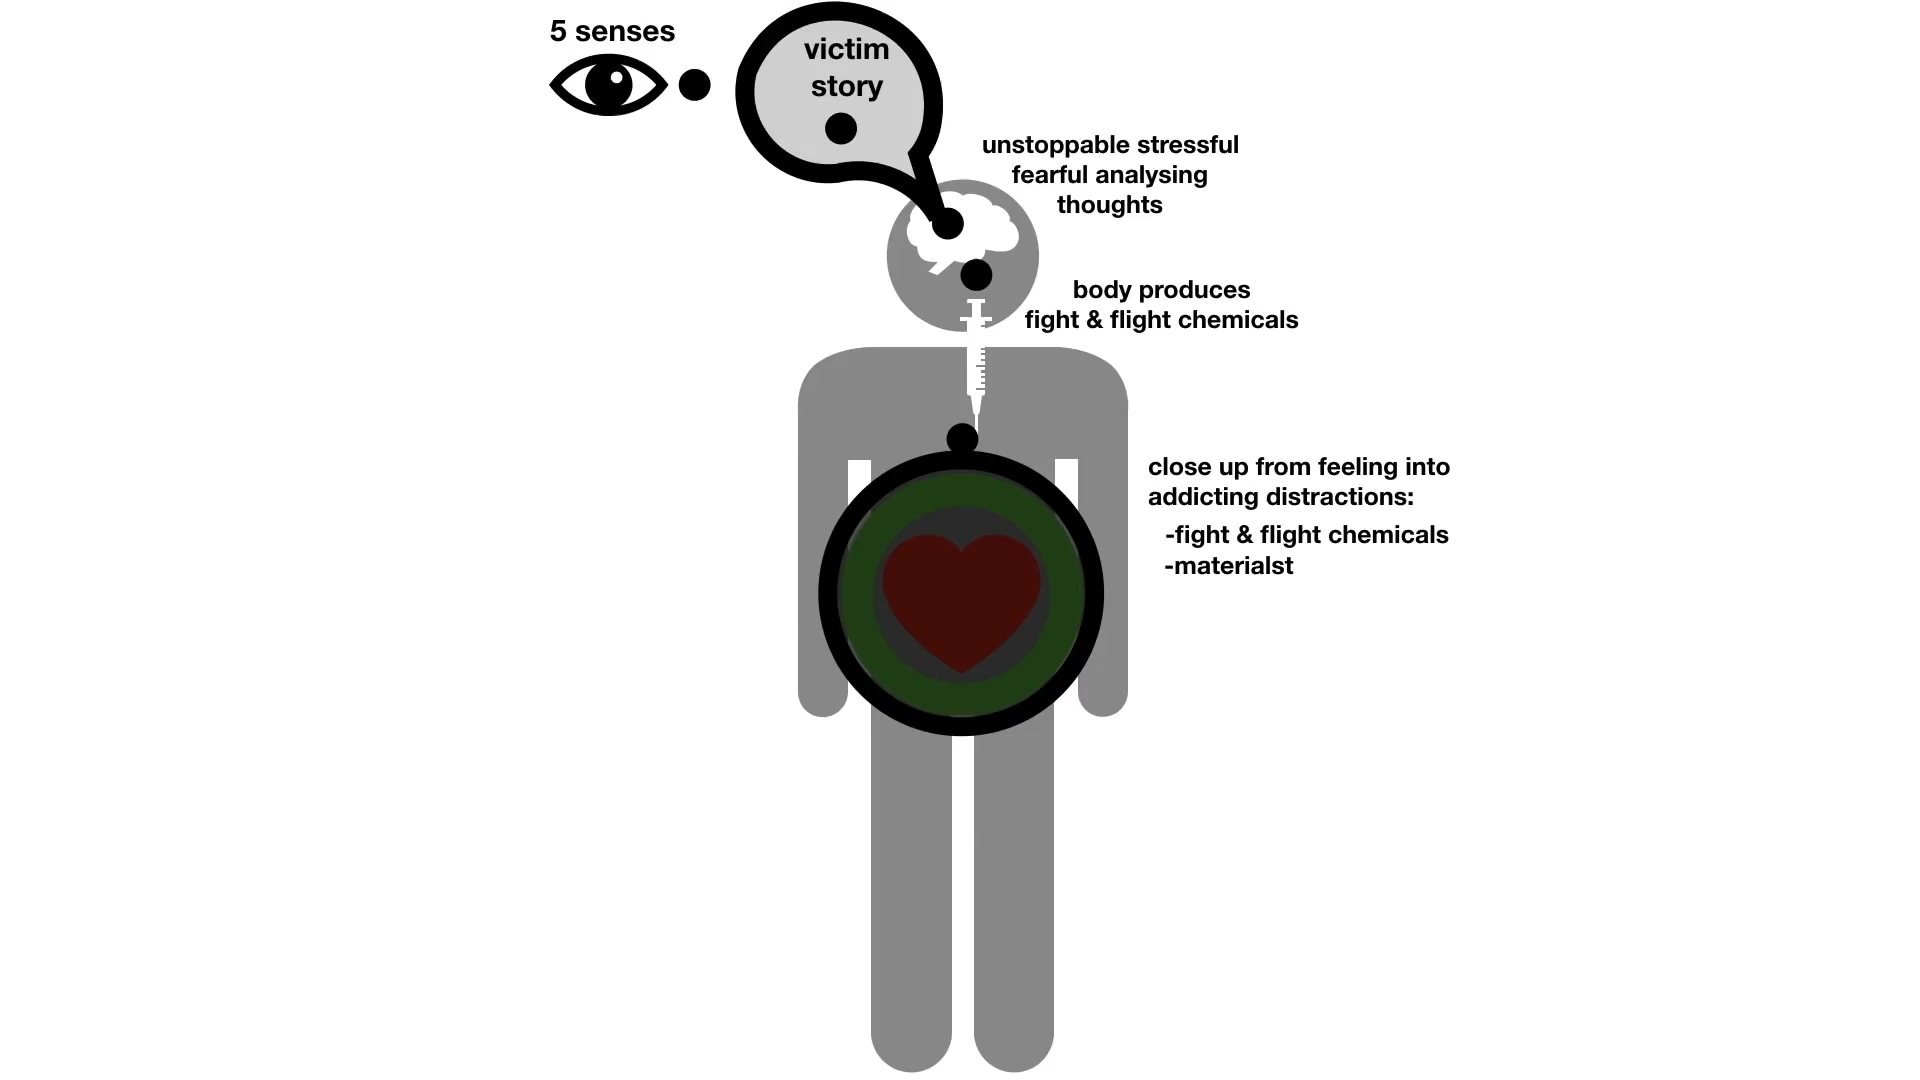 5 senses
victim
story
unstoppable stressful
fearful analysing
thoughts
body produces
fight & flight chemicals
close up from feeling into
addicting distractions:
-fight & flight chemicals
-materialst